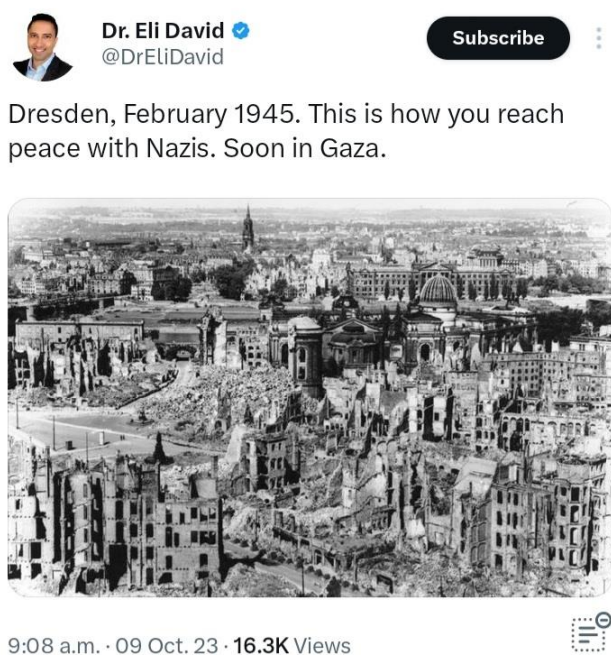 Dr. Eli David
@DrEliDavid
Subscribe
Dresden, February 1945. This is how you reach
peace with Nazis. Soon in Gaza.
9:08 a.m. · 09 Oct. 23 · 16.3K Views